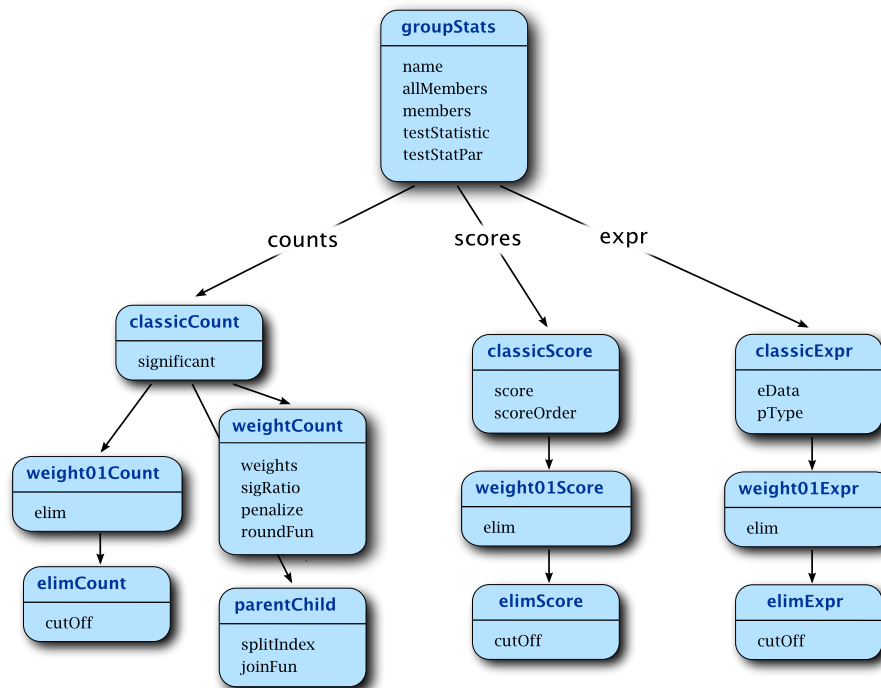 groupStats
name
allMembers
members
testStatistic
testStatPar
counts
scores
expr
classicCount
significant
classicScore
score
scoreOrder
classicExpr
eData
pType
weightCount
weights
sigRatio
penalize
roundFun
weight01Count
elim
weight01Score
elim
weight01Expr
elim
elimCount
cutOff
parentChild
splitIndex
joinFun
elimScore
cutOff
elimExpr
cutOff